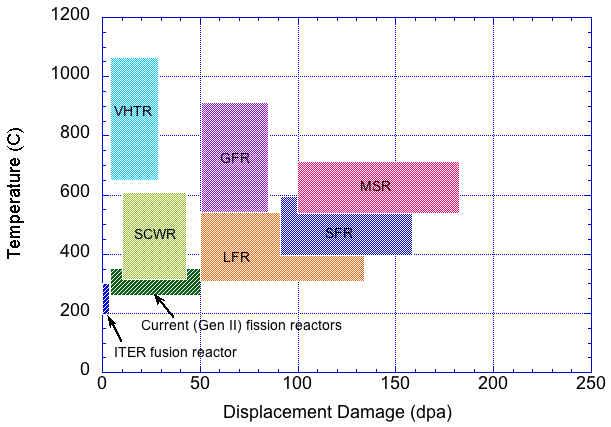 1200
1000
800
600
400
200
0
Temperature (C)
VHTR
GFR
MSR
SCWR
SFR
LFR
Current (Gen II) fission reactors
ITER fusion reactor
0 50 100 150 200 250
Displacement Damage (dpa)